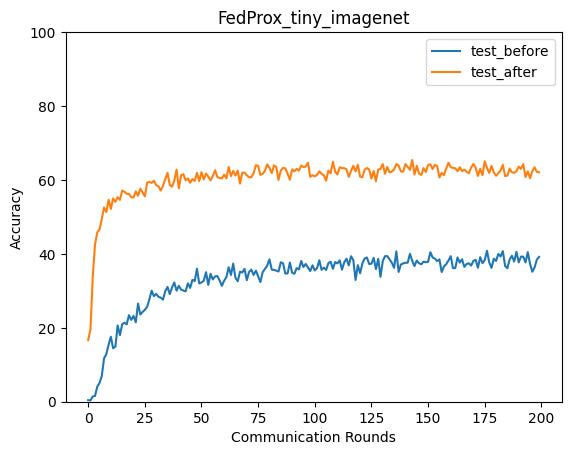 FedProx_tiny_imagenet
test_before
test_after
Accuracy
100
80
60
40
20
0
0 25 50 75 100 125 150 175 200
Communication Rounds